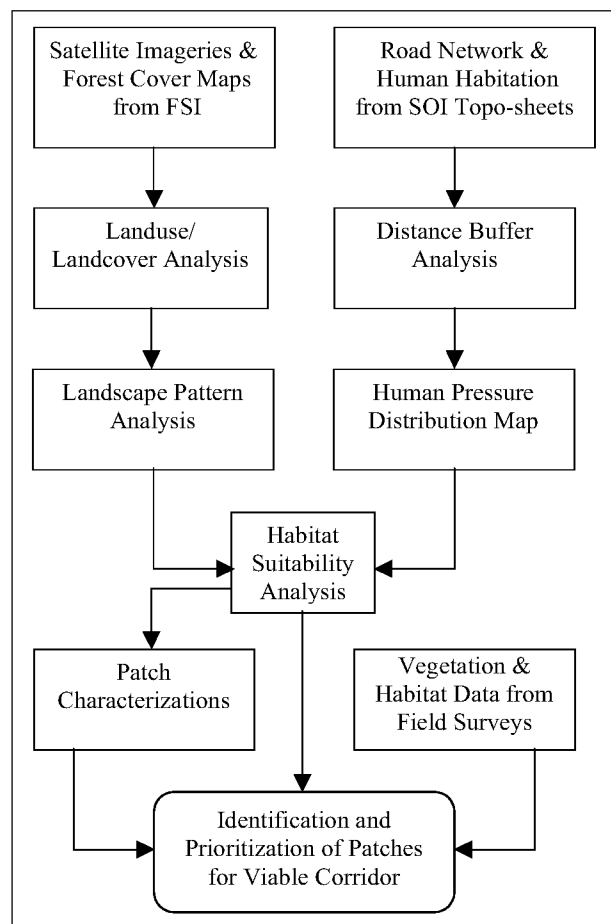 Satellite Imageries &
Forest Cover Maps
from FSI
Road Network &
Human Habitation
from SOI Topo-sheets
Landuse/
Landcover Analysis
Distance Buffer
Analysis
Landscape Pattern
Analysis
Human Pressure
Distribution Map
Habitat
Suitability
Analysis
Patch
Characterizations
Vegetation &
Habitat Data from
Field Surveys
Identification and
Prioritization of Patches
for Viable Corridor